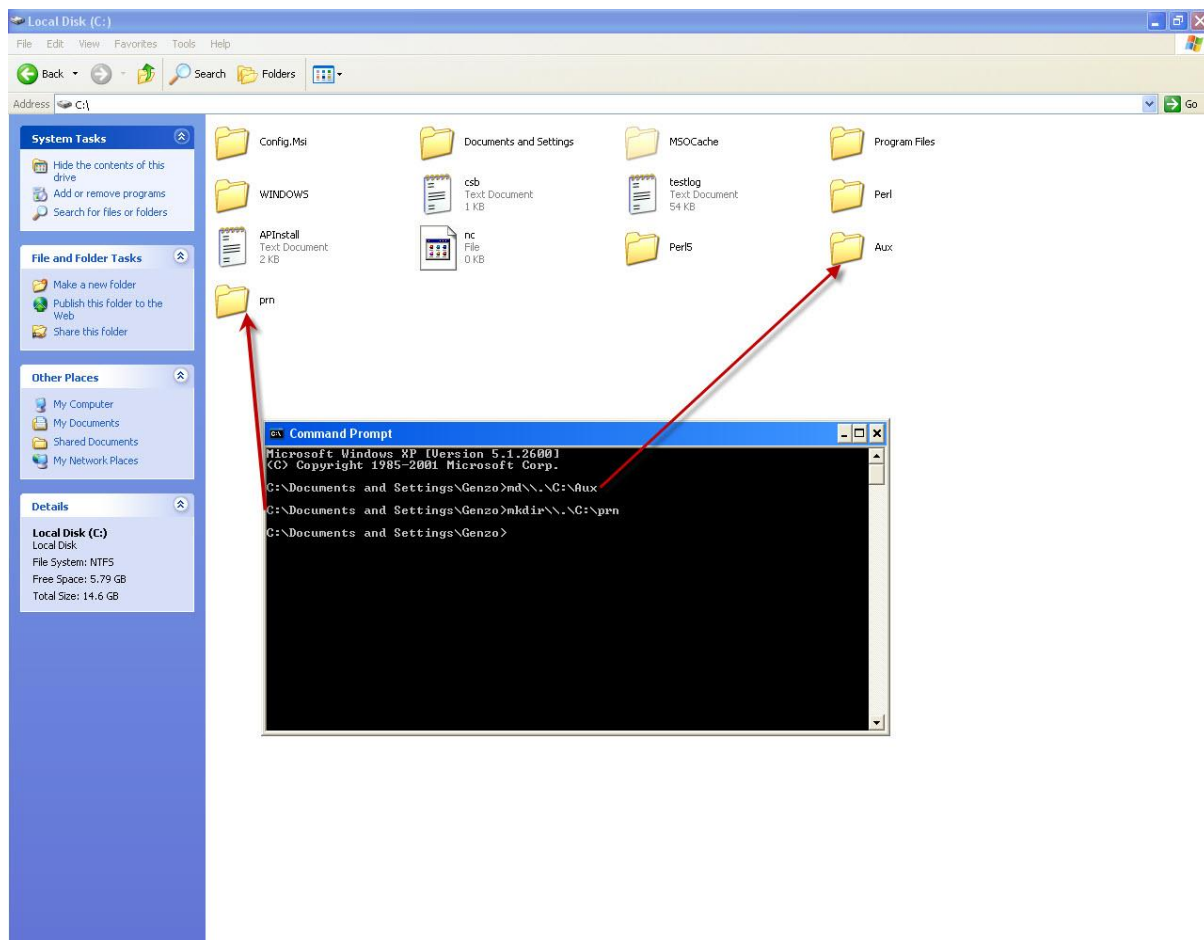 Local Disk (C:)
File Edit View Favorites Tools Help
Back Search Folders
Address C:\ Go
System Tasks
Hide the contents of this
drive
Add or remove programs
Search for files or folders
File and Folder Tasks
Make a new folder
Publish this folder to the
Web
Share this folder
Other Places
My Computer
My Documents
Shared Documents
My Network Places
Details
Local Disk (C:)
Local Disk
File System: NTFS
Free Space: 5.79 GB
Total Size: 14.6 GB
Config.Msi
Documents and Settings
MSOCache
Program Files
WINDOWS
csb
Text Document
1 KB
testlog
Text Document
54 KB
Perl
APInstall
Text Document
2 KB
nc
File
0 KB
Perl5
Aux
prn
Command Prompt
Microsoft Windows XP [Version 5.1.2600]
(C) Copyright 1985-2001 Microsoft Corp.
C:\Documents and Settings\Genzo>md\\.\C:\Aux
C:\Documents and Settings\Genzo>mkdir\\.\C:\prn
C:\Documents and Settings\Genzo>